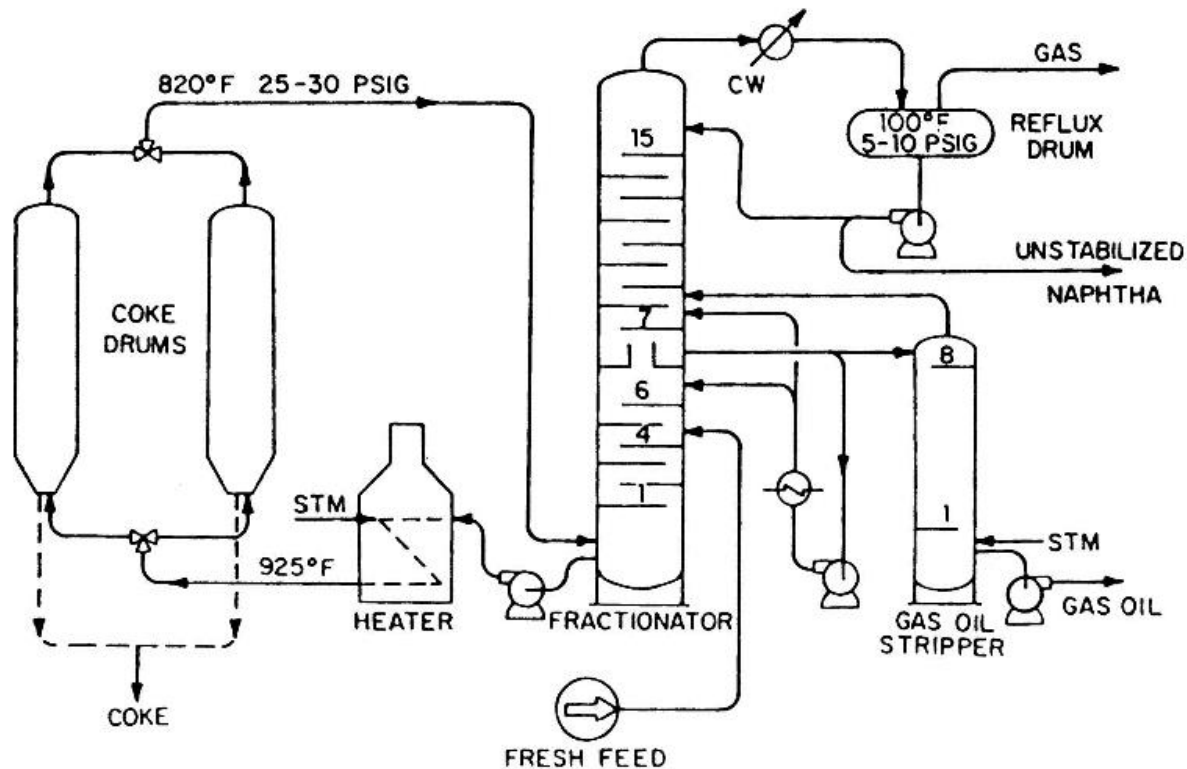 820°F 25-30 PSIG
CW
GAS
100°F
5-10 PSIG
REFLUX
DRUM
15
UNSTABILIZED
NAPHTHA
COKE
DRUMS
7
8
6
4
1
1
STM
STM
925°F
HEATER
FRACTIONATOR
GAS OIL
STRIPPER
GAS OIL
COKE
FRESH FEED